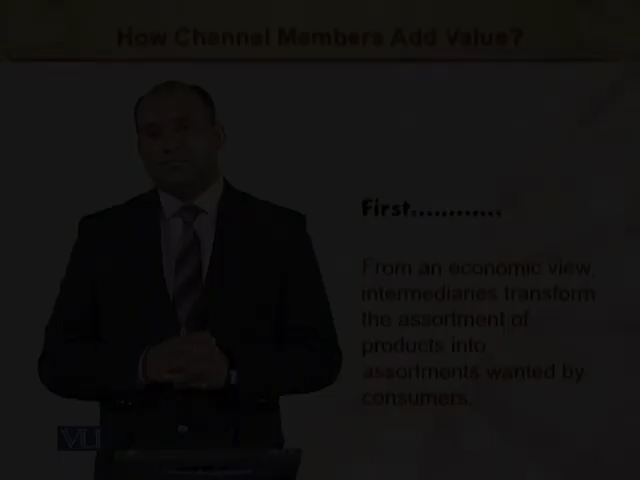 How Channel Members Add Value?
First............
From an economic view,
intermediaries transform
the assortment of
products into
assortments wanted by
consumers.
VU